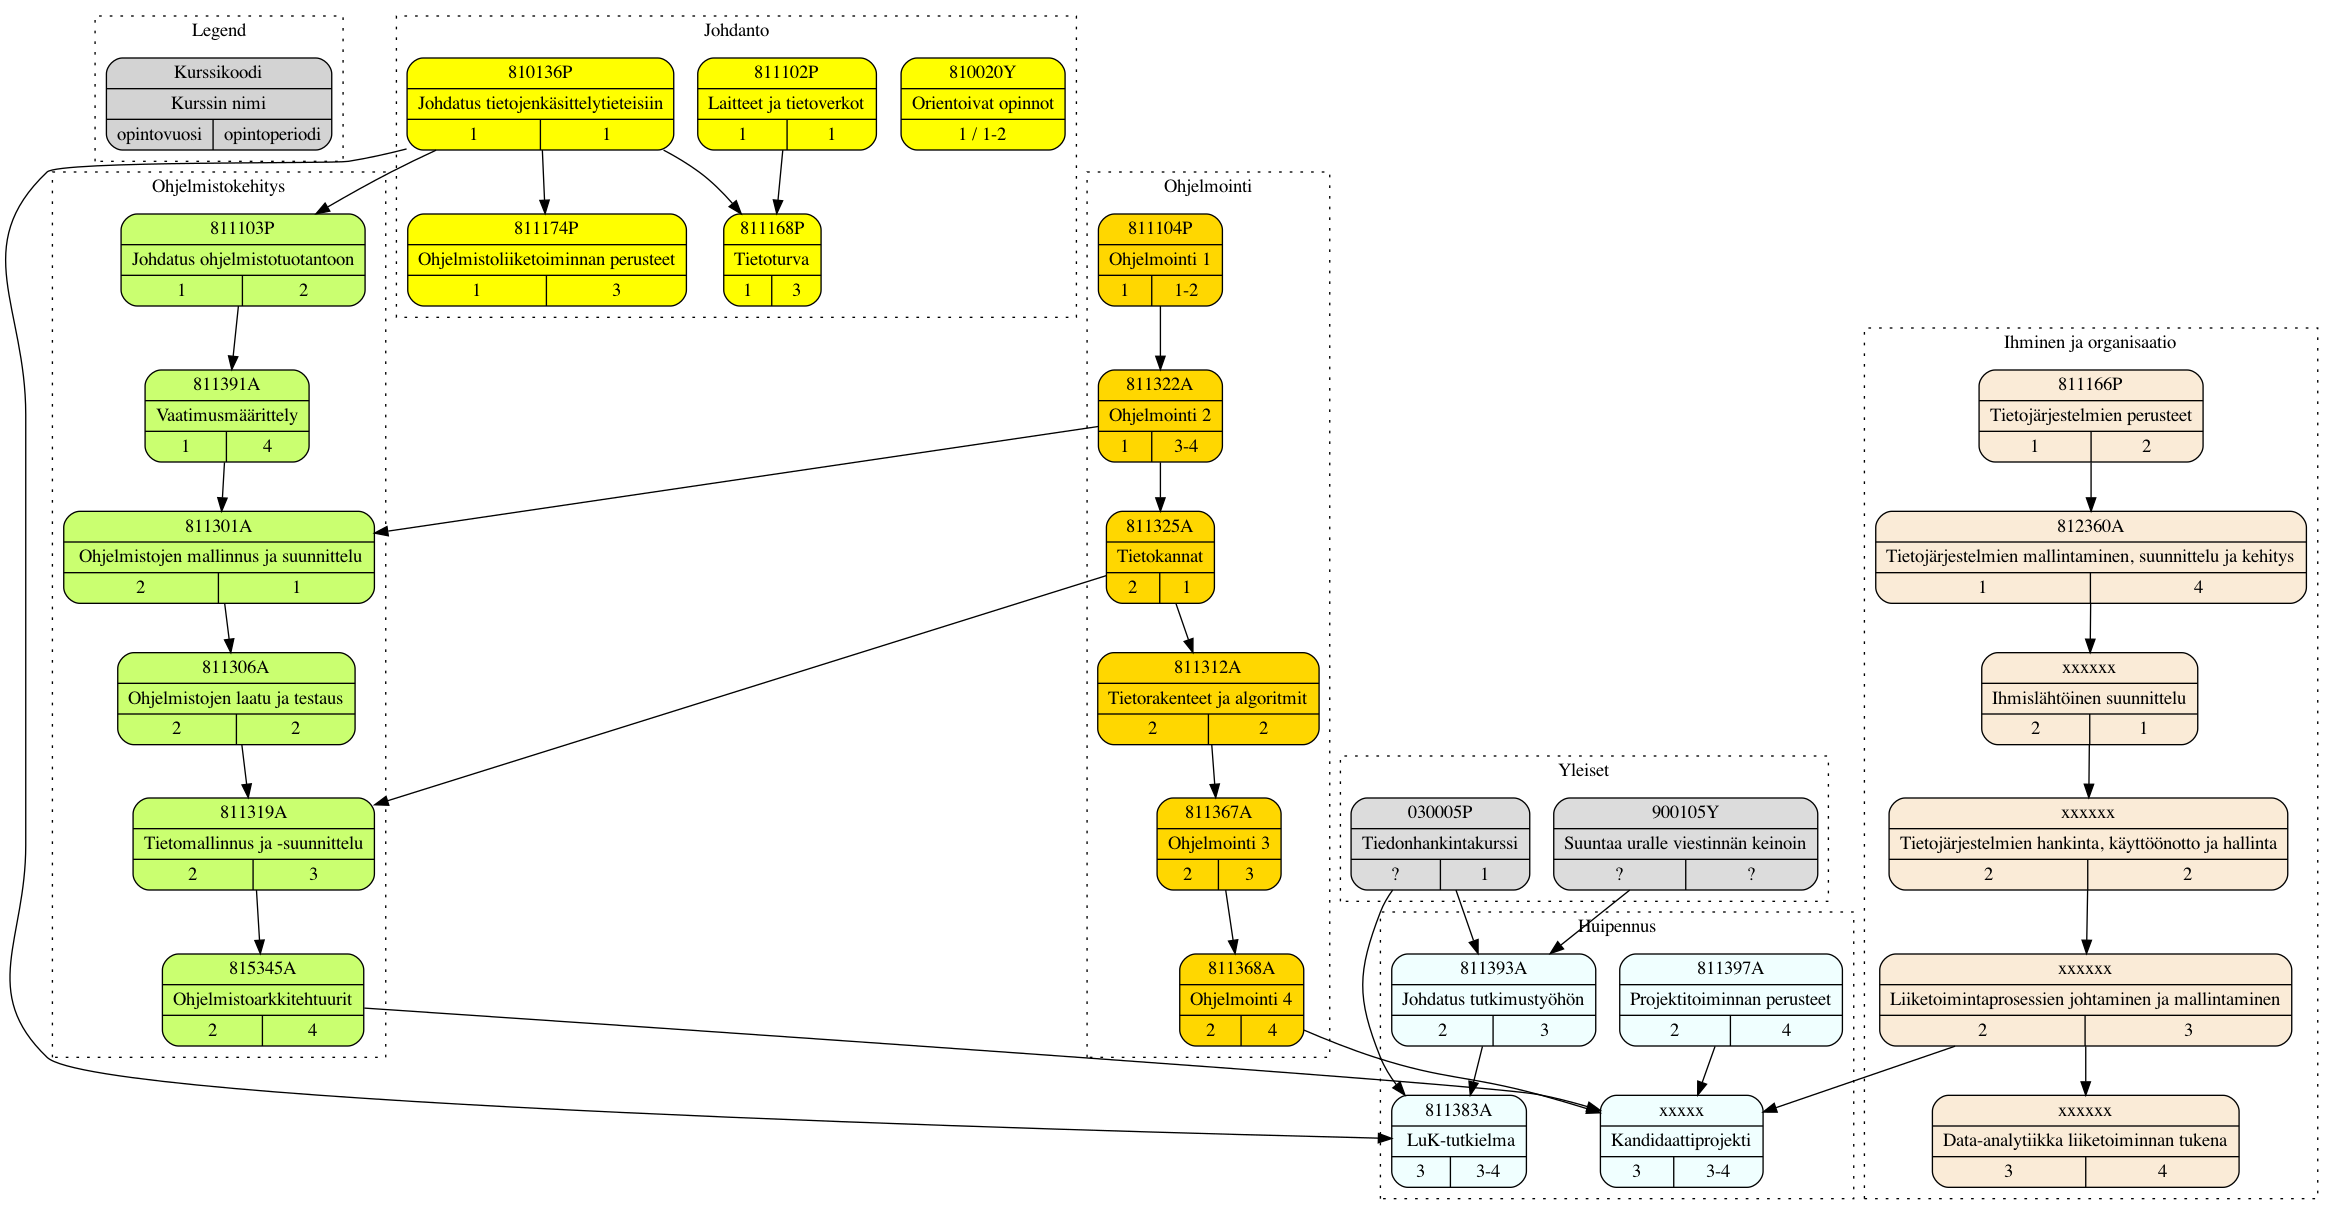 Legend
Kurssikoodi
Kurssin nimi
opintovuosi opintoperiodi
Johdanto
810136P
Johdatus tietojenkäsittelytieteisiin
1 1
811102P
Laitteet ja tietoverkot
1 1
810020Y
Orientoivat opinnot
1 / 1-2
811174P
Ohjelmistoliiketoiminnan perusteet
1 3
811168P
Tietoturva
1 3
Ohjelmistokehitys
811103P
Johdatus ohjelmistotuotantoon
1 2
811391A
Vaatimusmäärittely
1 4
811301A
Ohjelmistojen mallinnus ja suunnittelu
2 1
811306A
Ohjelmistojen laatu ja testaus
2 2
811319A
Tietomallinnus ja -suunnittelu
2 3
815345A
Ohjelmistoarkkitehtuurit
2 4
Ohjelmointi
811104P
Ohjelmointi 1
1 1-2
811322A
Ohjelmointi 2
1 3-4
811325A
Tietokannat
2 1
811312A
Tietorakenteet ja algoritmit
2 2
811367A
Ohjelmointi 3
2 3
811368A
Ohjelmointi 4
2 4
Yleiset
030005P
Tiedonhankintakurssi
? 1
900105Y
Suuntaa uralle viestinnän keinoin
? ?
Huipennus
811393A
Johdatus tutkimustyöhön
2 3
811397A
Projektitoiminnan perusteet
2 4
811383A
LuK-tutkielma
3 3-4
xxxxx
Kandidaattiprojekti
3 3-4
Ihminen ja organisaatio
811166P
Tietojärjestelmien perusteet
1 2
812360A
Tietojärjestelmien mallintaminen, suunnittelu ja kehitys
1 4
xxxxxx
Ihmislähtöinen suunnittelu
2 1
xxxxxx
Tietojärjestelmien hankinta, käyttöönotto ja hallinta
2 2
xxxxxx
Liiketoimintaprosessien johtaminen ja mallintaminen
2 3
xxxxxx
Data-analytiikka liiketoiminnan tukena
3 4